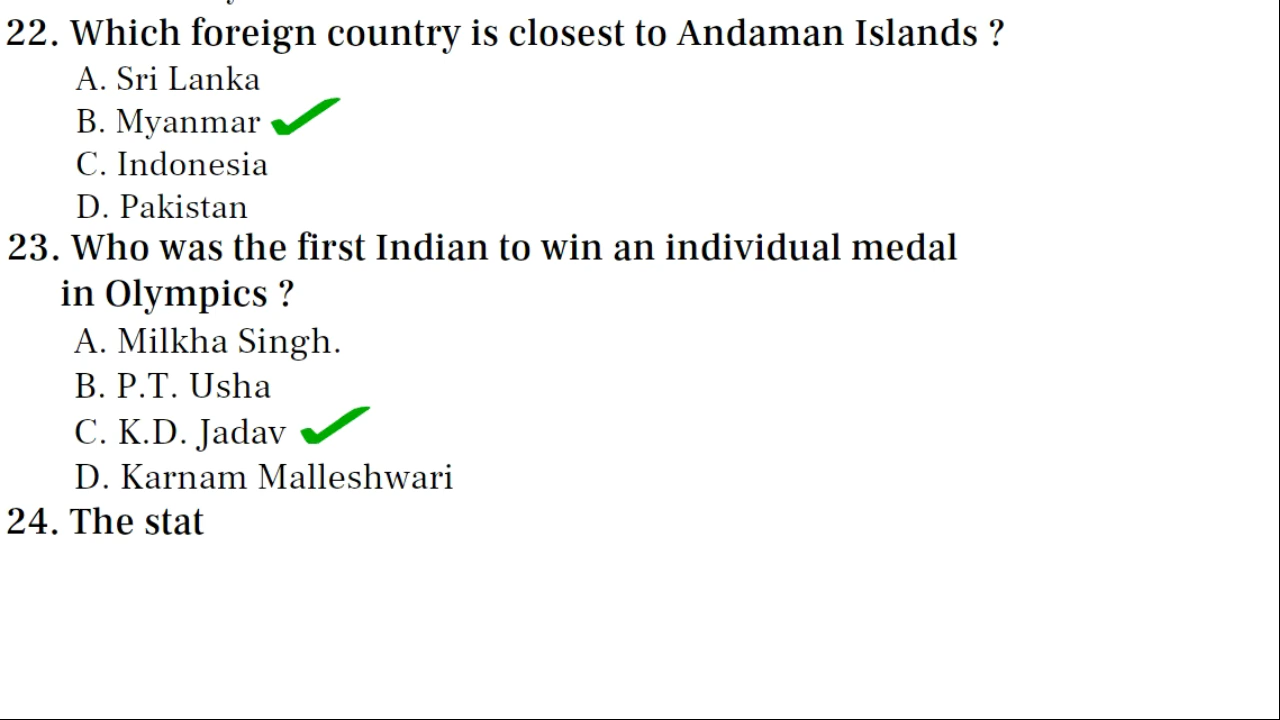 22. Which foreign country is closest to Andaman Islands ?
A. Sri Lanka
B. Myanmar
C. Indonesia
D. Pakistan
23. Who was the first Indian to win an individual medal
in Olympics ?
A. Milkha Singh.
B. P.T. Usha
C. K.D. Jadav
D. Karnam Malleshwari
24. The stat